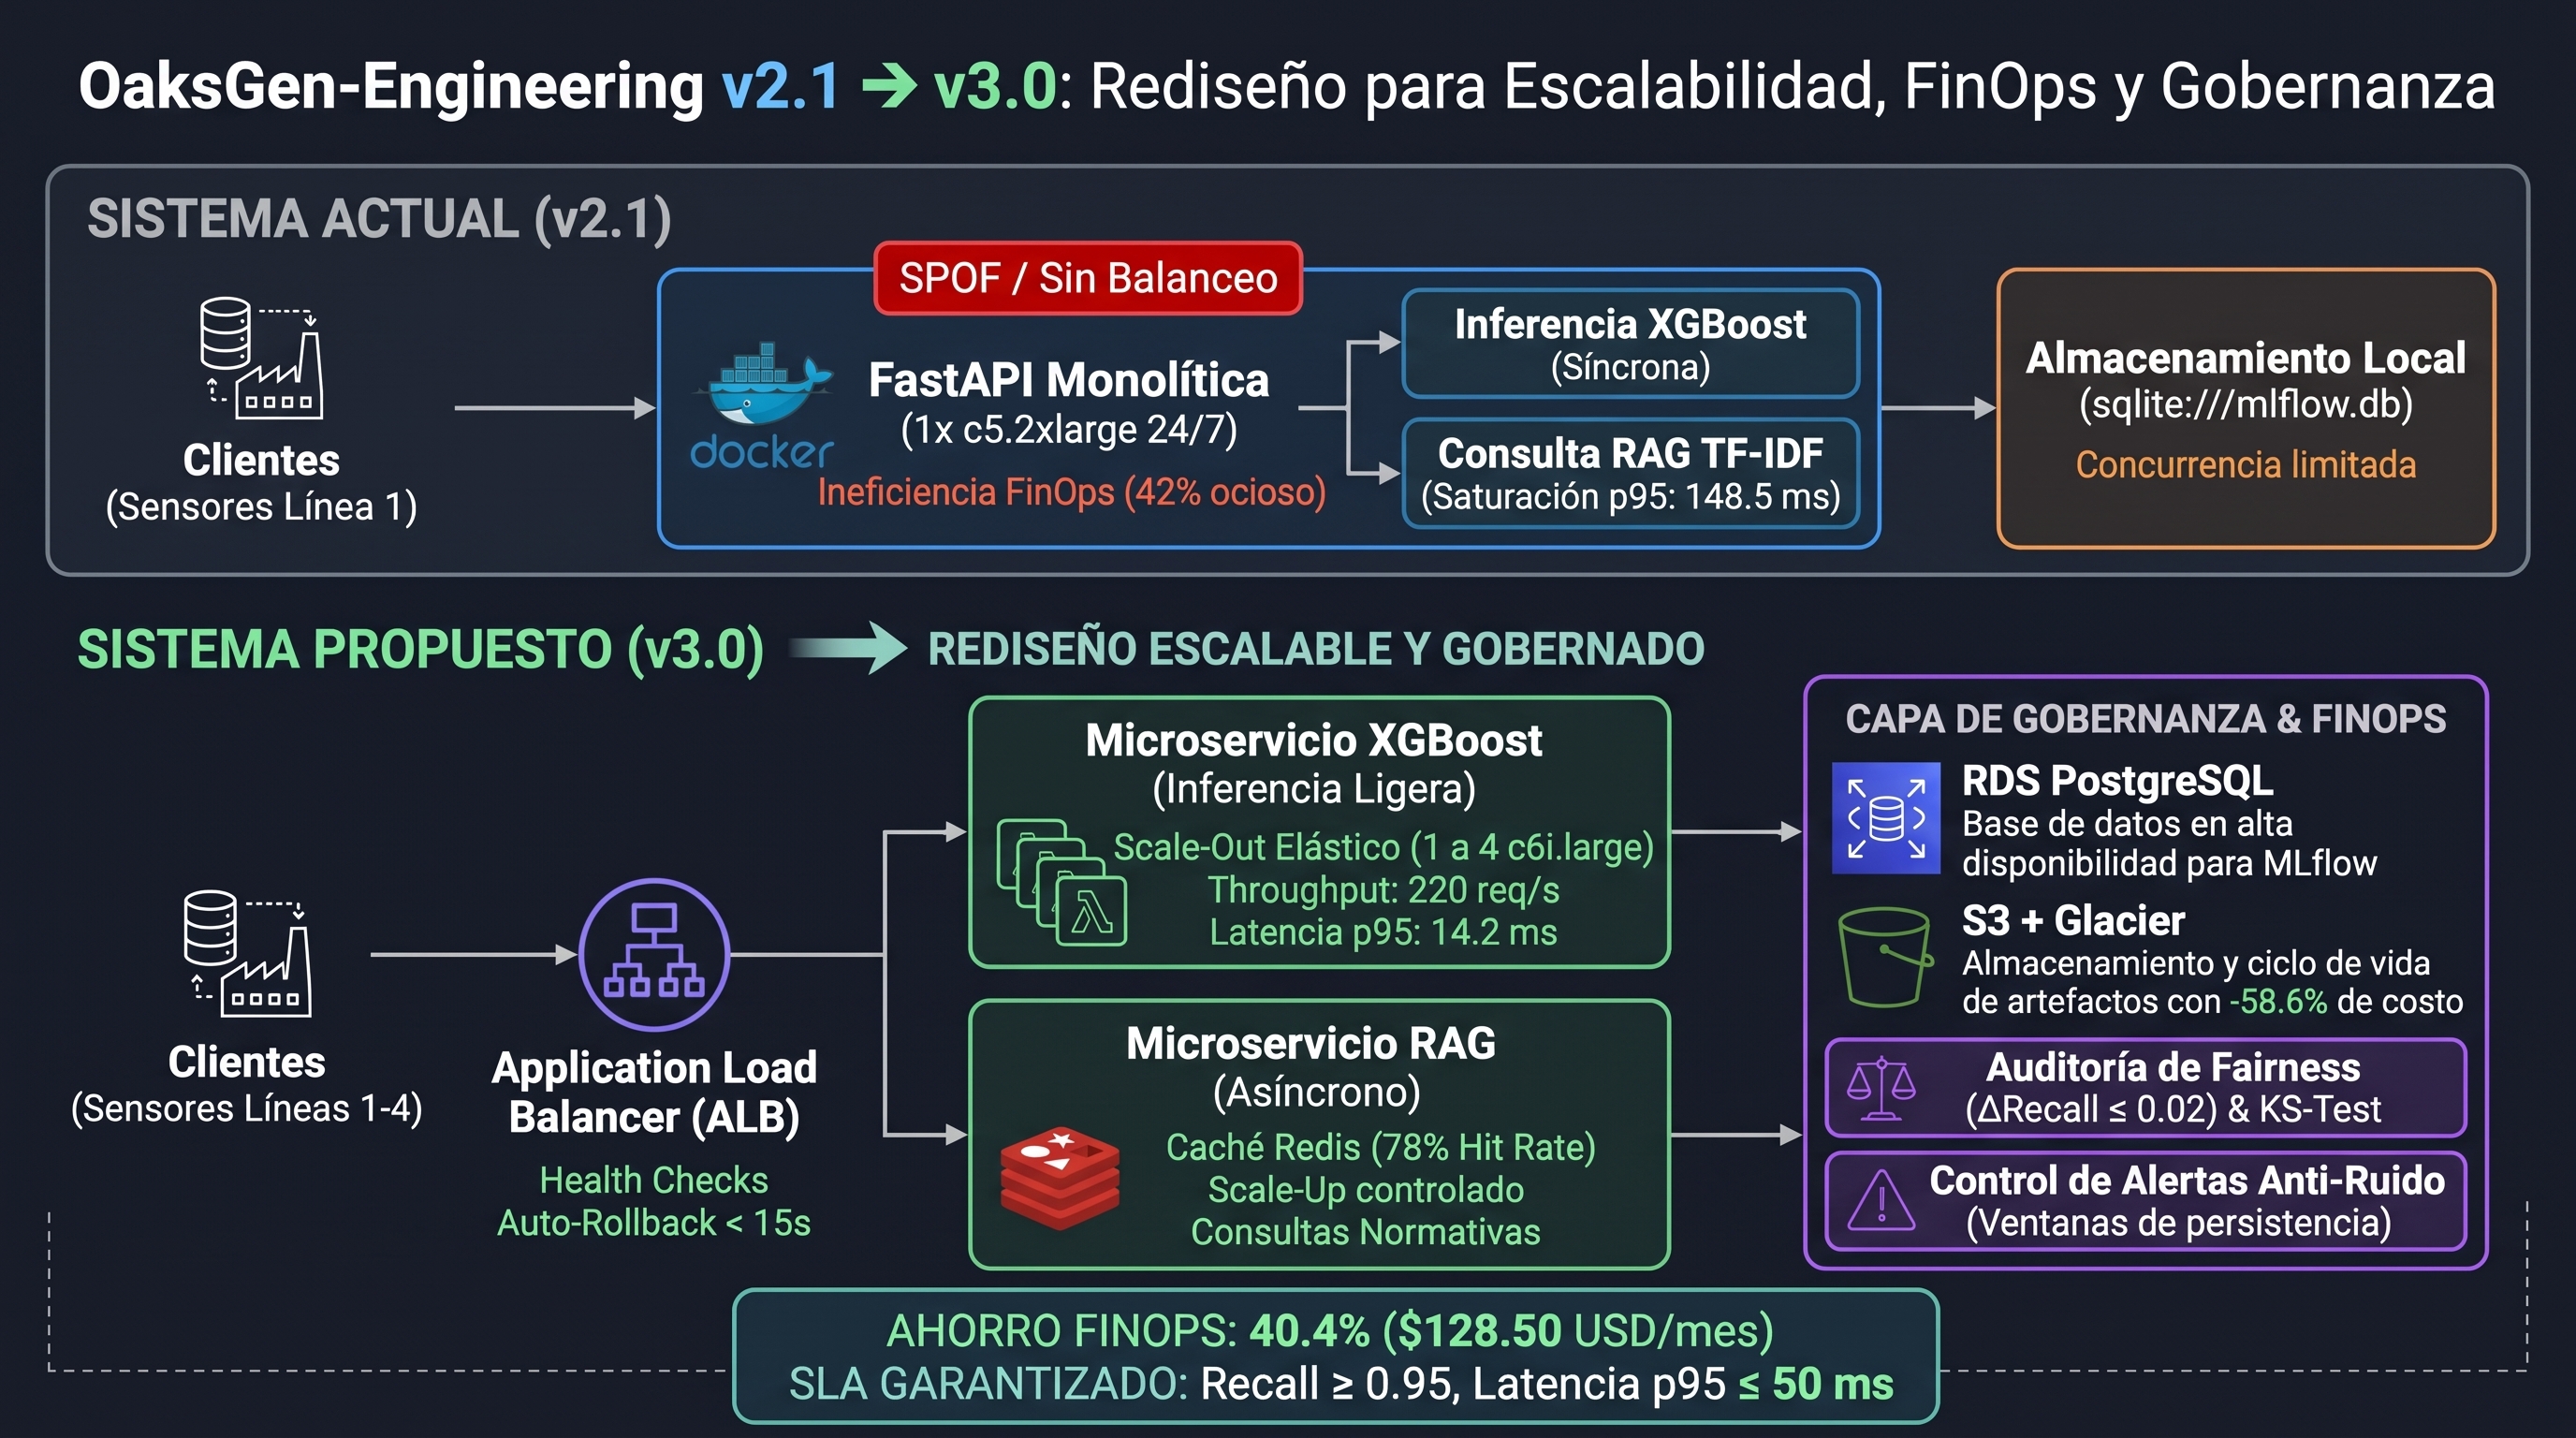 OaksGen-Engineering v2.1 ➔ v3.0: Rediseño para Escalabilidad, FinOps y Gobernanza
SISTEMA ACTUAL (v2.1)
Clientes
(Sensores Línea 1)
SPOF / Sin Balanceo
docker
FastAPI Monolítica
(1x c5.2xlarge 24/7)
Ineficiencia FinOps (42% ocioso)
Inferencia XGBoost
(Síncrona)
Consulta RAG TF-IDF
(Saturación p95: 148.5 ms)
Almacenamiento Local
(sqlite:///mlflow.db)
Concurrencia limitada
SISTEMA PROPUESTO (v3.0)
REDISEÑO ESCALABLE Y GOBERNADO
Clientes
(Sensores Líneas 1-4)
Application Load
Balancer (ALB)
Health Checks
Auto-Rollback < 15s
Microservicio XGBoost
(Inferencia Ligera)
Scale-Out Elástico (1 a 4 c6i.large)
Throughput: 220 req/s
Latencia p95: 14.2 ms
Microservicio RAG
(Asíncrono)
Caché Redis (78% Hit Rate)
Scale-Up controlado
Consultas Normativas
CAPA DE GOBERNANZA & FINOPS
RDS PostgreSQL
Base de datos en alta
disponibilidad para MLflow
S3 + Glacier
Almacenamiento y ciclo de vida
de artefactos con -58.6% de costo
Auditoría de Fairness
(ΔRecall ≤ 0.02) & KS-Test
Control de Alertas Anti-Ruido
(Ventanas de persistencia)
AHORRO FINOPS: 40.4% ($128.50 USD/mes)
SLA GARANTIZADO: Recall ≥ 0.95, Latencia p95 ≤ 50 ms